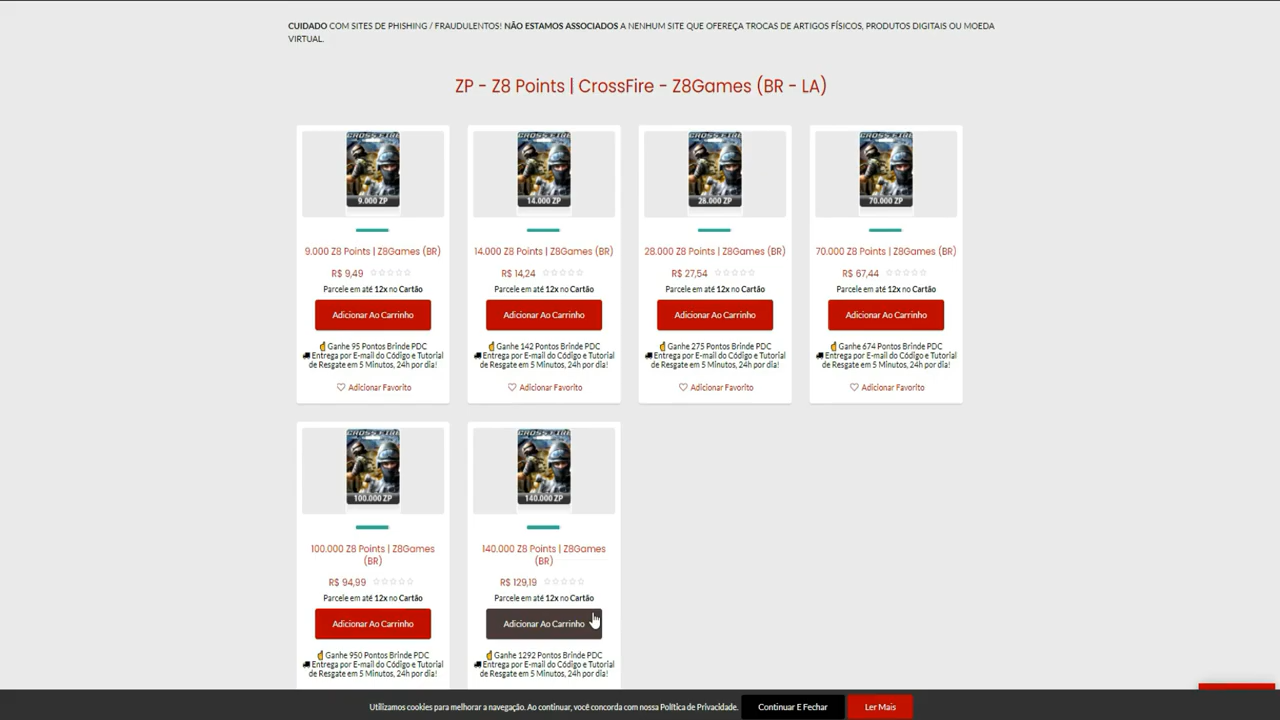 CUIDADO COM SITES DE PHISHING / FRAUDULENTOS! NÃO ESTAMOS ASSOCIADOS A NENHUM SITE QUE OFEREÇA TROCAS DE ARTIGOS FÍSICOS, PRODUTOS DIGITAIS OU MOEDA
VIRTUAL.
ZP - Z8 Points | CrossFire - Z8Games (BR - LA)
CROSSFIRE
9.000 ZP
9.000 Z8 Points | Z8Games (BR)
R$ 9,49
Parcele em até 12x no Cartão
Adicionar Ao Carrinho
Ganhe 95 Pontos Brinde PDC
Entrega por E-mail do Código e Tutorial
de Resgate em 5 Minutos, 24h por dia!
Adicionar Favorito
CROSSFIRE
14.000 ZP
14.000 Z8 Points | Z8Games (BR)
R$ 14,24
Parcele em até 12x no Cartão
Adicionar Ao Carrinho
Ganhe 142 Pontos Brinde PDC
Entrega por E-mail do Código e Tutorial
de Resgate em 5 Minutos, 24h por dia!
Adicionar Favorito
CROSSFIRE
28.000 ZP
28.000 Z8 Points | Z8Games (BR)
R$ 27,54
Parcele em até 12x no Cartão
Adicionar Ao Carrinho
Ganhe 275 Pontos Brinde PDC
Entrega por E-mail do Código e Tutorial
de Resgate em 5 Minutos, 24h por dia!
Adicionar Favorito
CROSSFIRE
70.000 ZP
70.000 Z8 Points | Z8Games (BR)
R$ 67,44
Parcele em até 12x no Cartão
Adicionar Ao Carrinho
Ganhe 674 Pontos Brinde PDC
Entrega por E-mail do Código e Tutorial
de Resgate em 5 Minutos, 24h por dia!
Adicionar Favorito
CROSSFIRE
100.000 ZP
100.000 Z8 Points | Z8Games
(BR)
R$ 94,99
Parcele em até 12x no Cartão
Adicionar Ao Carrinho
Ganhe 950 Pontos Brinde PDC
Entrega por E-mail do Código e Tutorial
de Resgate em 5 Minutos, 24h por dia!
CROSSFIRE
140.000 ZP
140.000 Z8 Points | Z8Games
(BR)
R$ 129,19
Parcele em até 12x no Cartão
Adicionar Ao Carrinho
Ganhe 1292 Pontos Brinde PDC
Entrega por E-mail do Código e Tutorial
de Resgate em 5 Minutos, 24h por dia!
Utilizamos cookies para melhorar a navegação. Ao continuar, você concorda com nossa Política de Privacidade.
Continuar E Fechar
Ler Mais